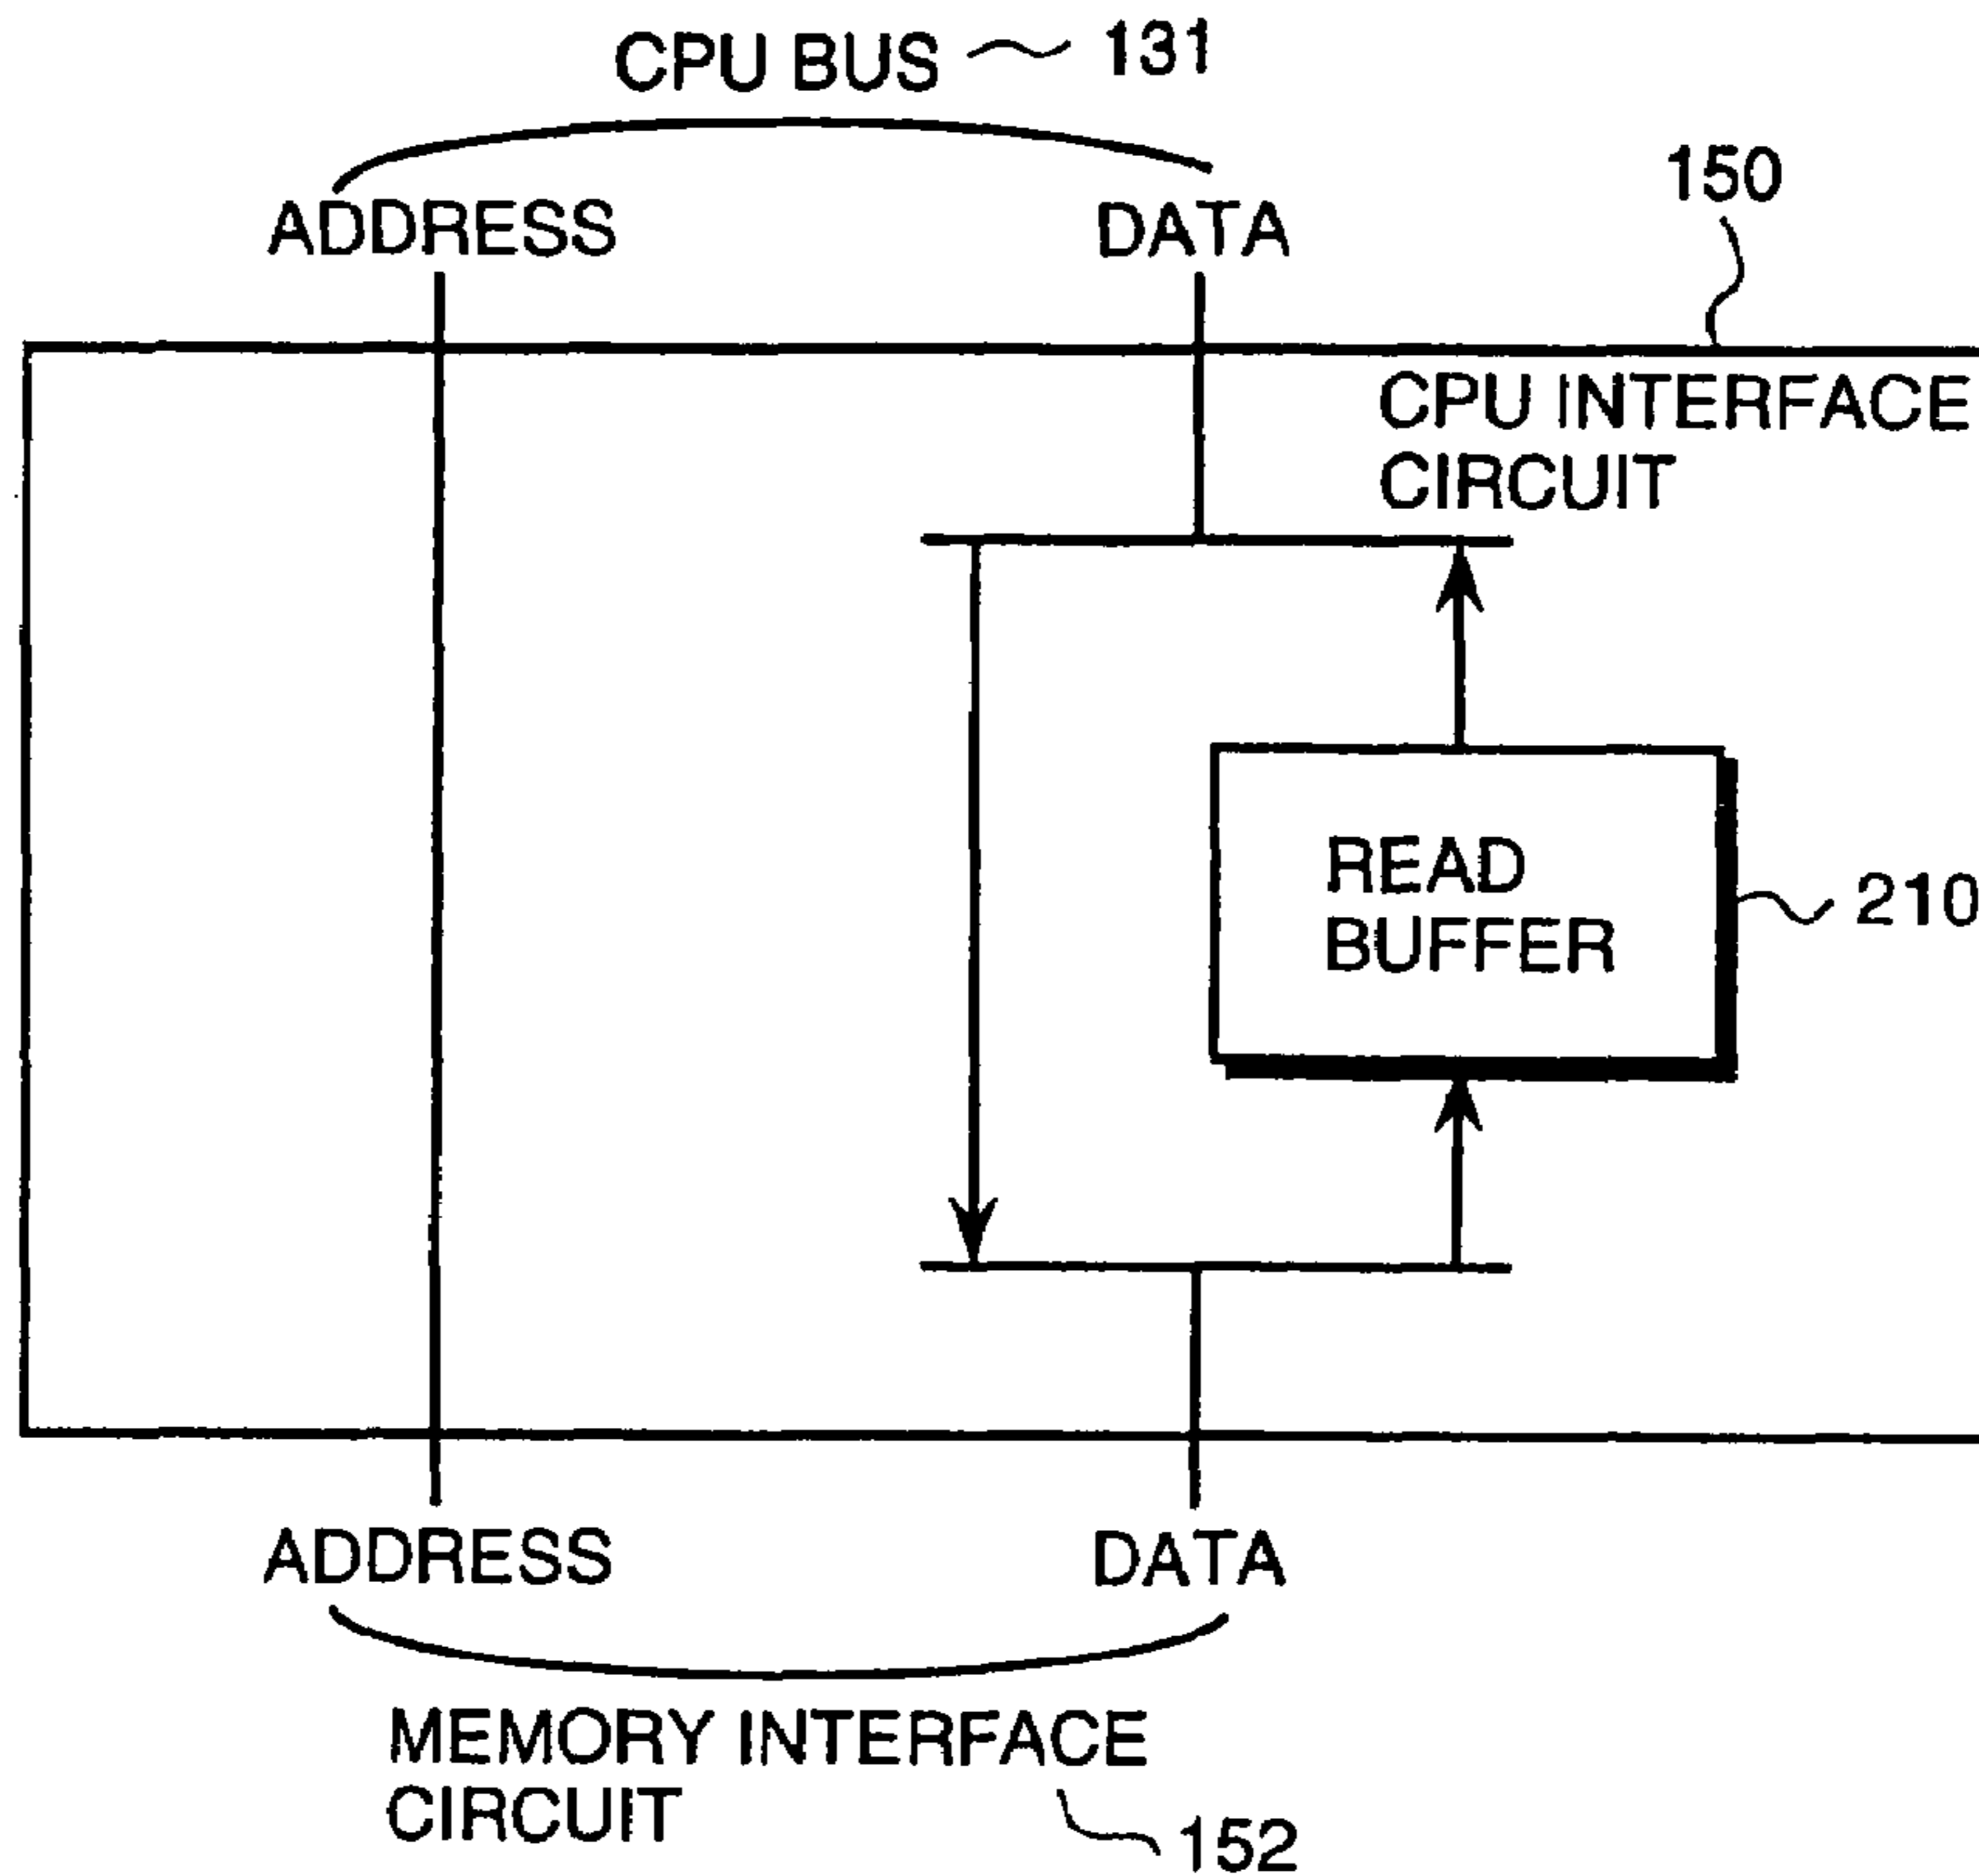 CPU BUS 131
ADDRESS DATA
150
CPU INTERFACE
CIRCUIT
READ
BUFFER
210
ADDRESS DATA
MEMORY INTERFACE
CIRCUIT
152